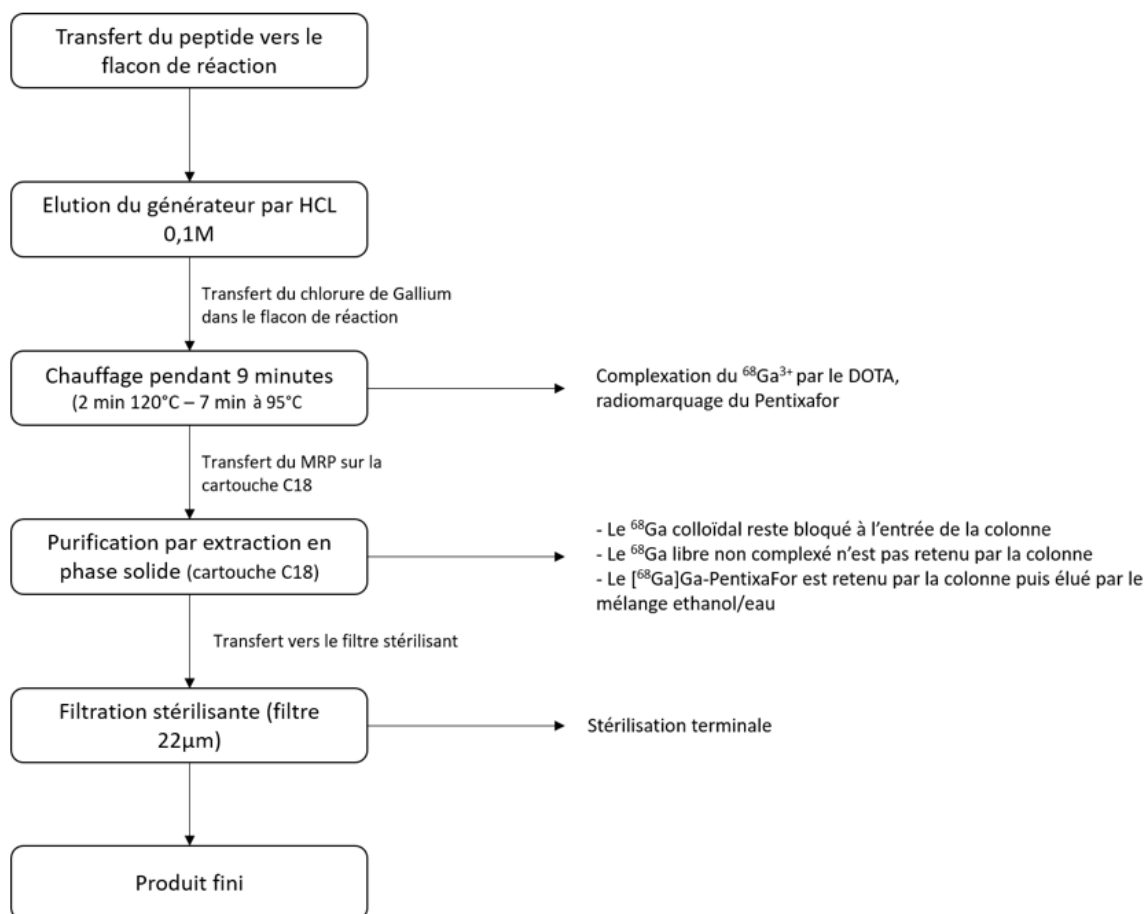 Transfert du peptide vers le
flacon de réaction
Elution du générateur par HCL
0,1M
Transfert du chlorure de Gallium
dans le flacon de réaction
Chauffage pendant 9 minutes
(2 min 120°C – 7 min à 95°C
Complexation du ⁶⁸Ga³⁺ par le DOTA,
radiomarquage du Pentixafor
Transfert du MRP sur la
cartouche C18
Purification par extraction en
phase solide (cartouche C18)
- Le ⁶⁸Ga colloïdal reste bloqué à l’entrée de la colonne
- Le ⁶⁸Ga libre non complexé n’est pas retenu par la colonne
- Le [⁶⁸Ga]Ga-PentixaFor est retenu par la colonne puis élué par le
mélange ethanol/eau
Transfert vers le filtre stérilisant
Filtration stérilisante (filtre
22µm)
Stérilisation terminale
Produit fini